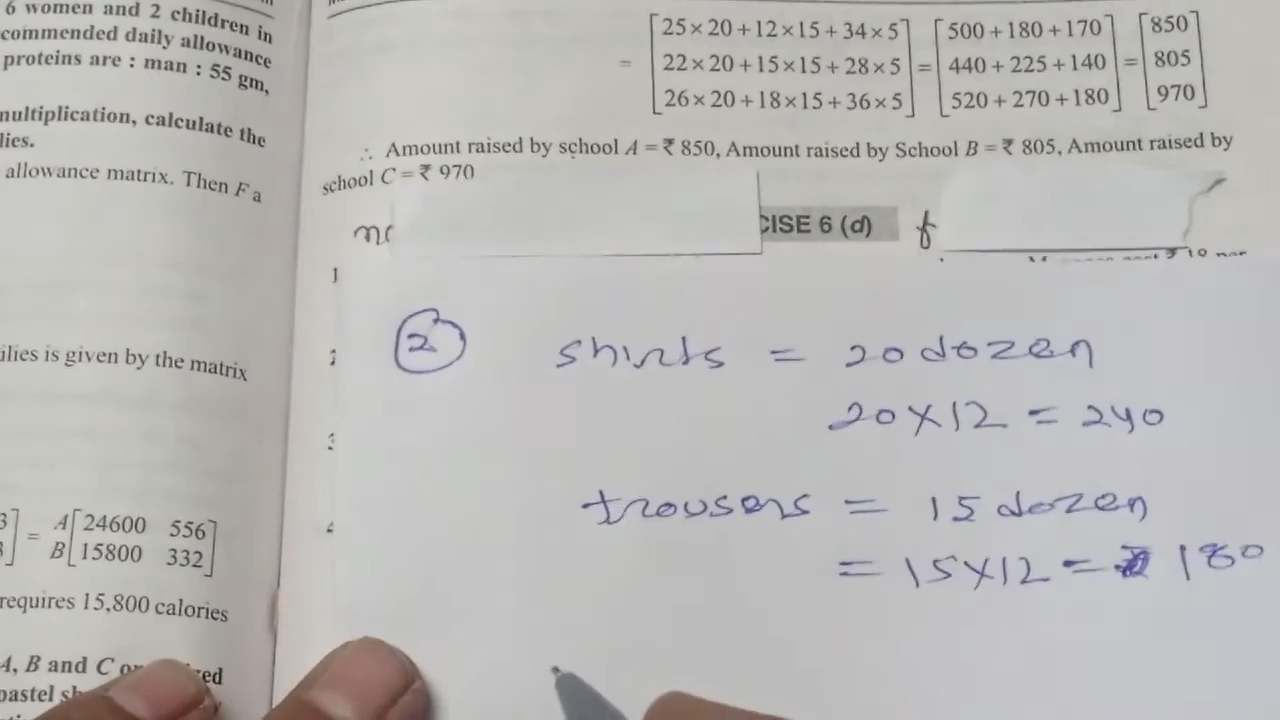 6 women and 2 children in
commended daily allowance
proteins are : man : 55 gm,
multiplication, calculate the
lies.
allowance matrix. Then F a
ilies is given by the matrix
3] = A[24600 556]
B[15800 332]
requires 15,800 calories
A, B and C
pastel
= [25×20+12×15+34×5] [500+180+170] [850]
[22×20+15×15+28×5] = [440+225+140] = [805]
[26×20+18×15+36×5] [520+270+180] [970]
∴ Amount raised by school A = ₹ 850, Amount raised by School B = ₹ 805, Amount raised by
school C = ₹ 970
CISE 6 (d)
1
② shirts = 20 dozen
20 × 12 = 240
trousers = 15 dozen
= 15 × 12 = 180